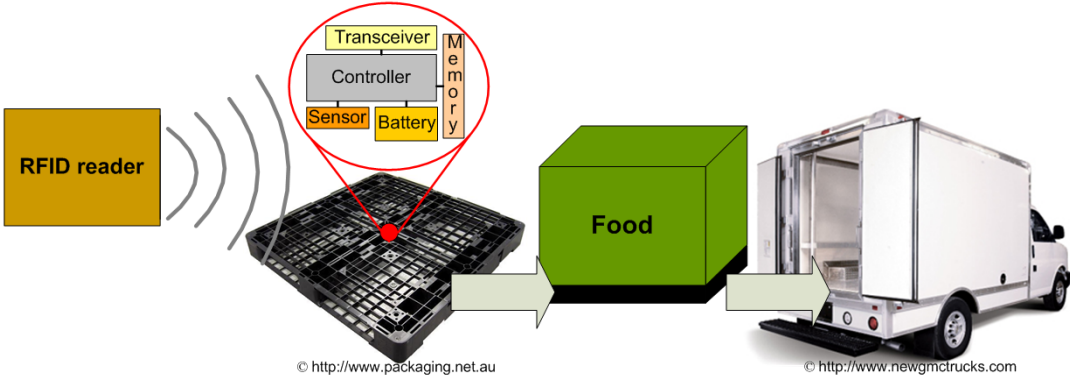 Transceiver
Memory
Controller
Sensor
Battery
RFID reader
Food
© http://www.packaging.net.au
© http://www.newgmctrucks.com